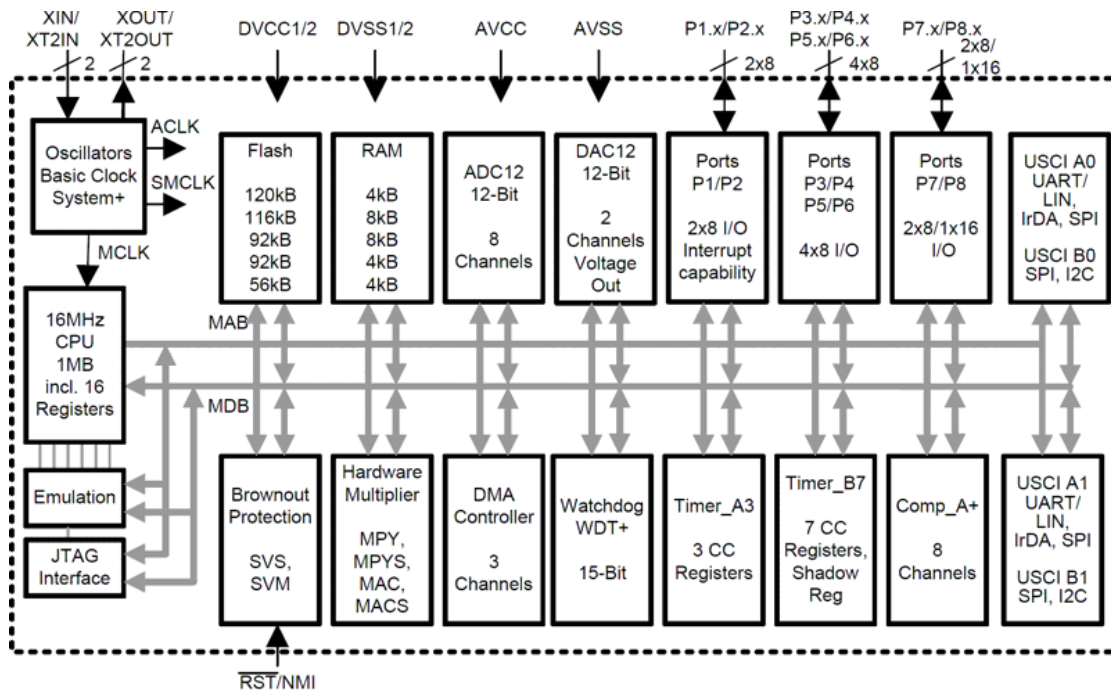 XIN/
XT2IN
XOUT/
XT2OUT
DVCC1/2
DVSS1/2
AVCC
AVSS
P1.x/P2.x
P3.x/P4.x
P5.x/P6.x
P7.x/P8.x
2
2
2x8
4x8
2x8/
1x16
Oscillators
Basic Clock
System+
ACLK
SMCLK
MCLK
Flash
120kB
116kB
92kB
92kB
56kB
RAM
4kB
8kB
8kB
4kB
4kB
ADC12
12-Bit
8
Channels
DAC12
12-Bit
2
Channels
Voltage
Out
Ports
P1/P2
2x8 I/O
Interrupt
capability
Ports
P3/P4
P5/P6
4x8 I/O
Ports
P7/P8
2x8/1x16
I/O
USCI A0
UART/
LIN,
IrDA, SPI
USCI B0
SPI, I2C
16MHz
CPU
1MB
incl. 16
Registers
MAB
MDB
Emulation
JTAG
Interface
Brownout
Protection
SVS,
SVM
Hardware
Multiplier
MPY,
MPYS,
MAC,
MACS
DMA
Controller
3
Channels
Watchdog
WDT+
15-Bit
Timer_A3
3 CC
Registers
Timer_B7
7 CC
Registers,
Shadow
Reg
Comp_A+
8
Channels
USCI A1
UART/
LIN,
IrDA, SPI
USCI B1
SPI, I2C
RST/NMI